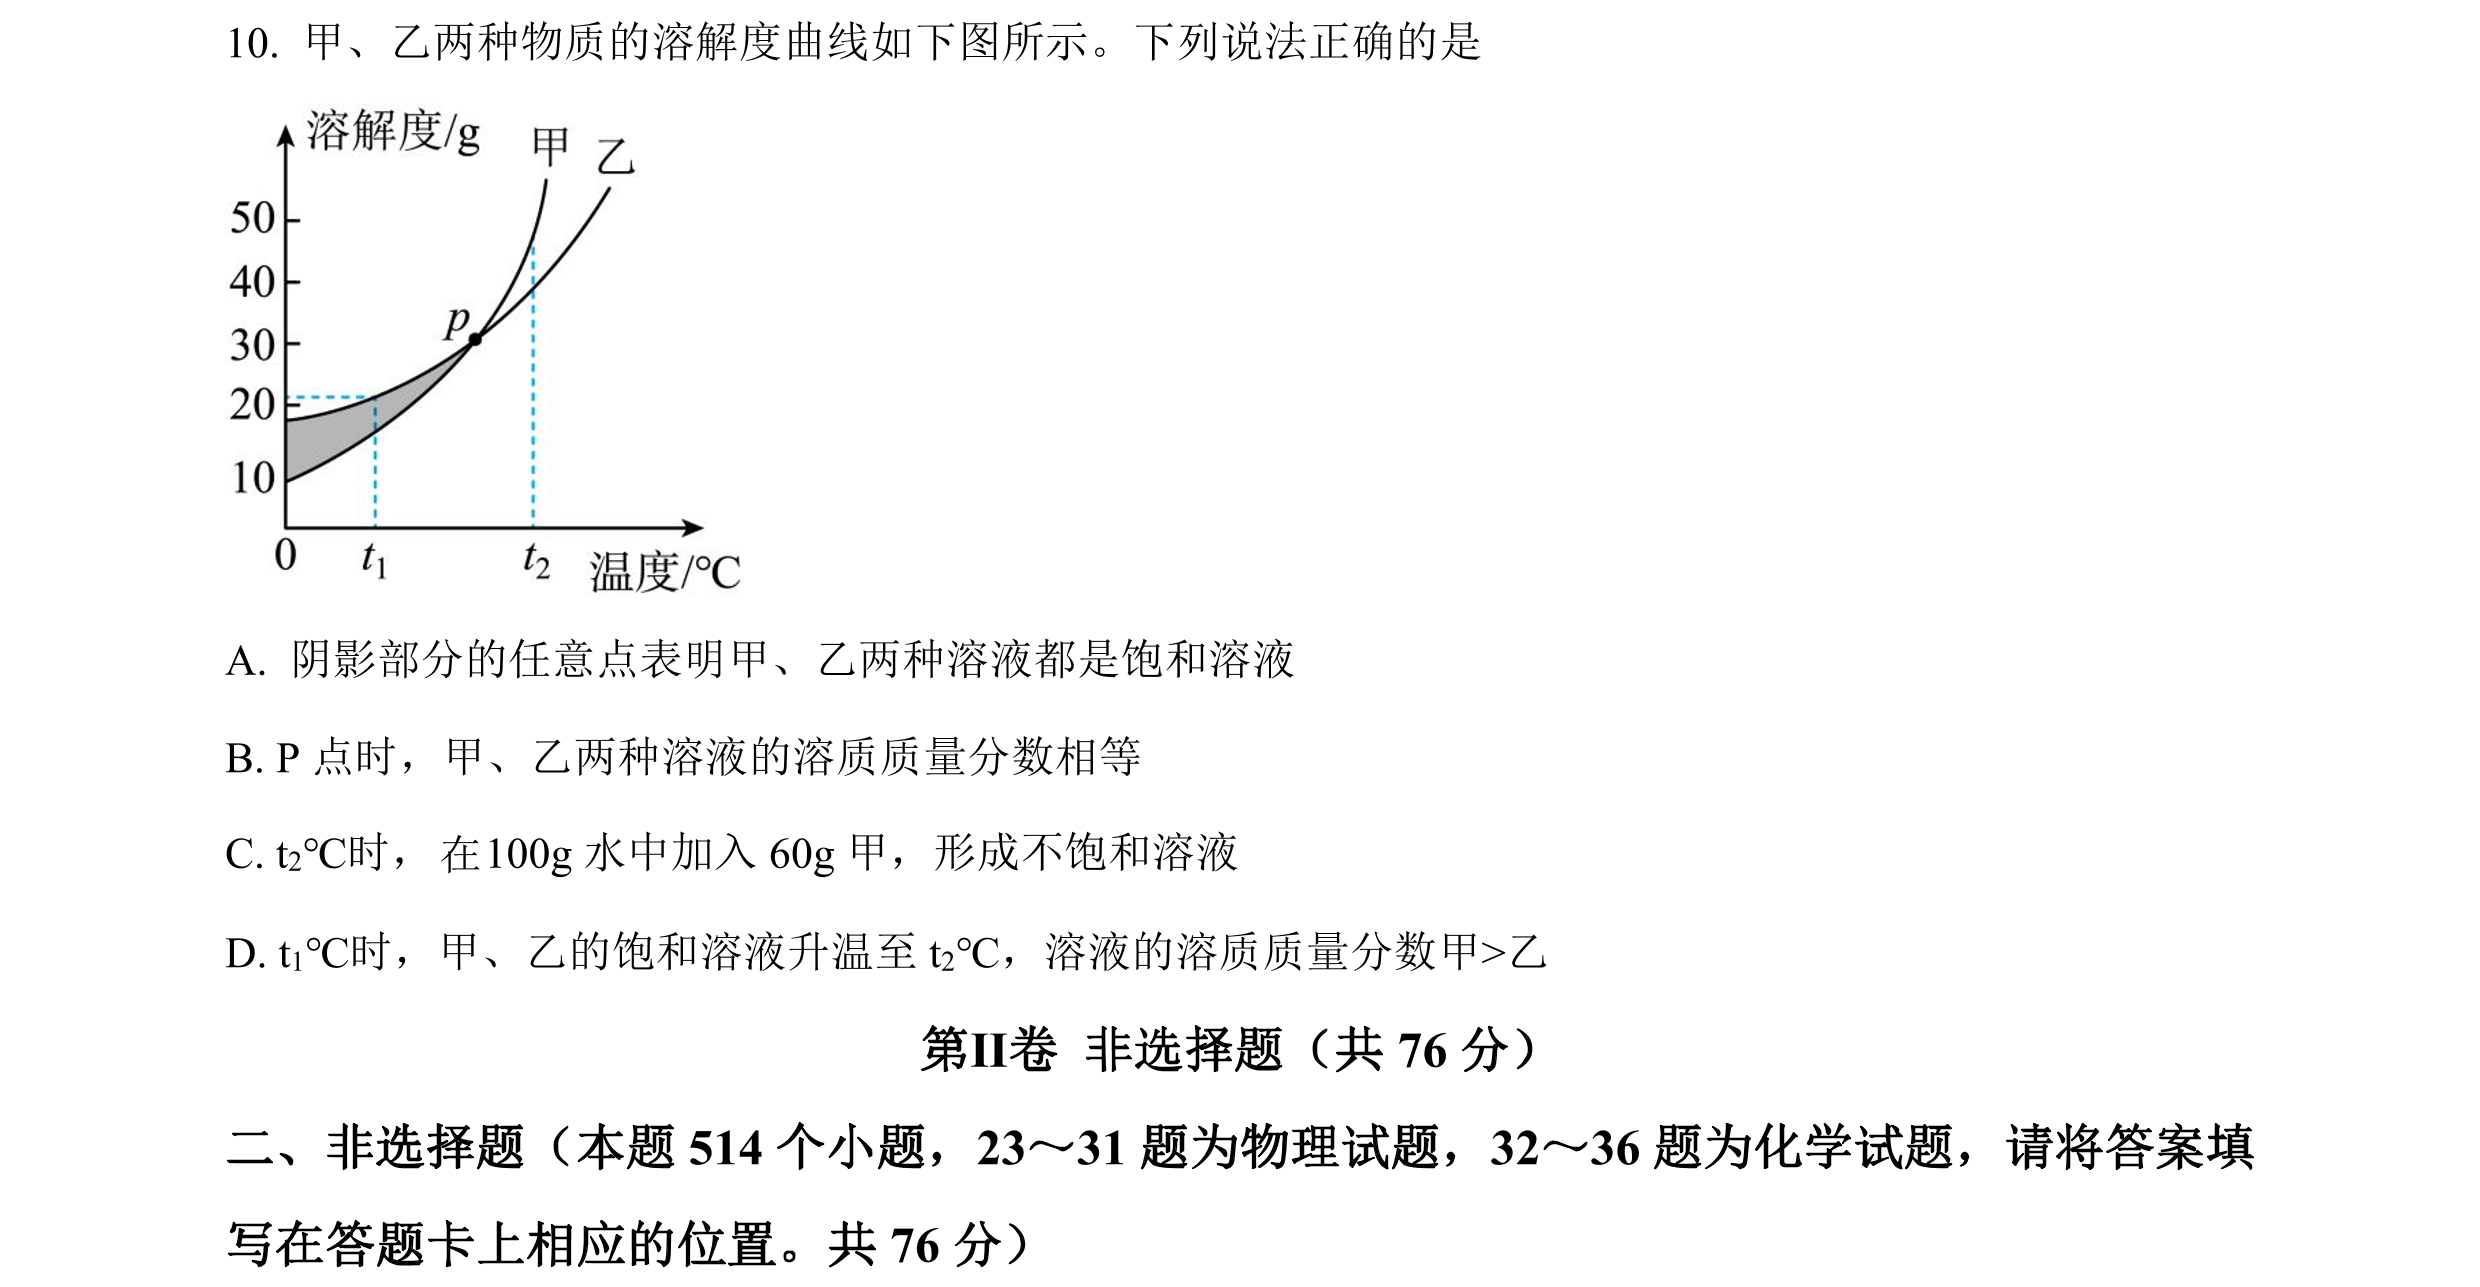 10. 甲、乙两种物质的溶解度曲线如下图所示。下列说法正确的是
溶解度/g 甲 乙
50
40
30
20
10
p
0 t₁ t₂ 温度/℃
A. 阴影部分的任意点表明甲、乙两种溶液都是饱和溶液
B. P 点时，甲、乙两种溶液的溶质质量分数相等
C. t₂℃时， 在100g 水中加入 60g 甲，形成不饱和溶液
D. t₁℃时，甲、乙的饱和溶液升温至 t₂℃，溶液的溶质质量分数甲>乙
第II卷 非选择题（共 76 分）
二、非选择题（本题 514 个小题，23～31 题为物理试题，32～36 题为化学试题，请将答案填
写在答题卡上相应的位置。共 76 分）